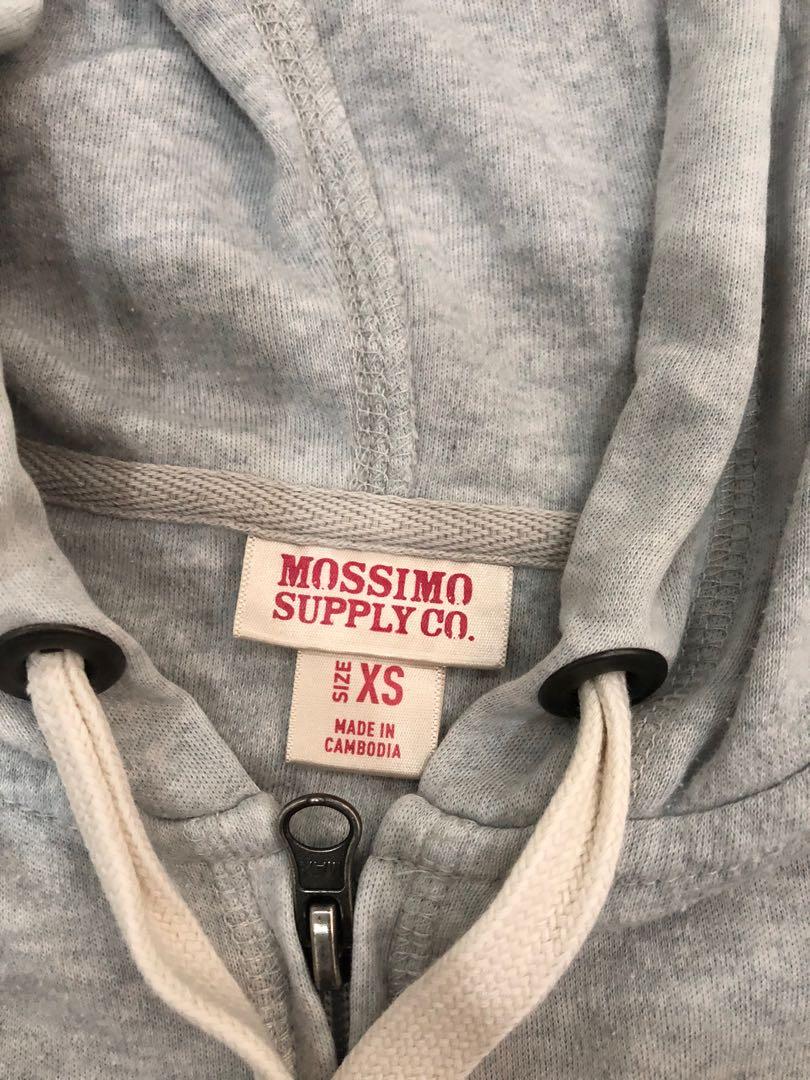 MOSSIMO
SUPPLY CO.
SIZE XS
MADE IN
CAMBODIA